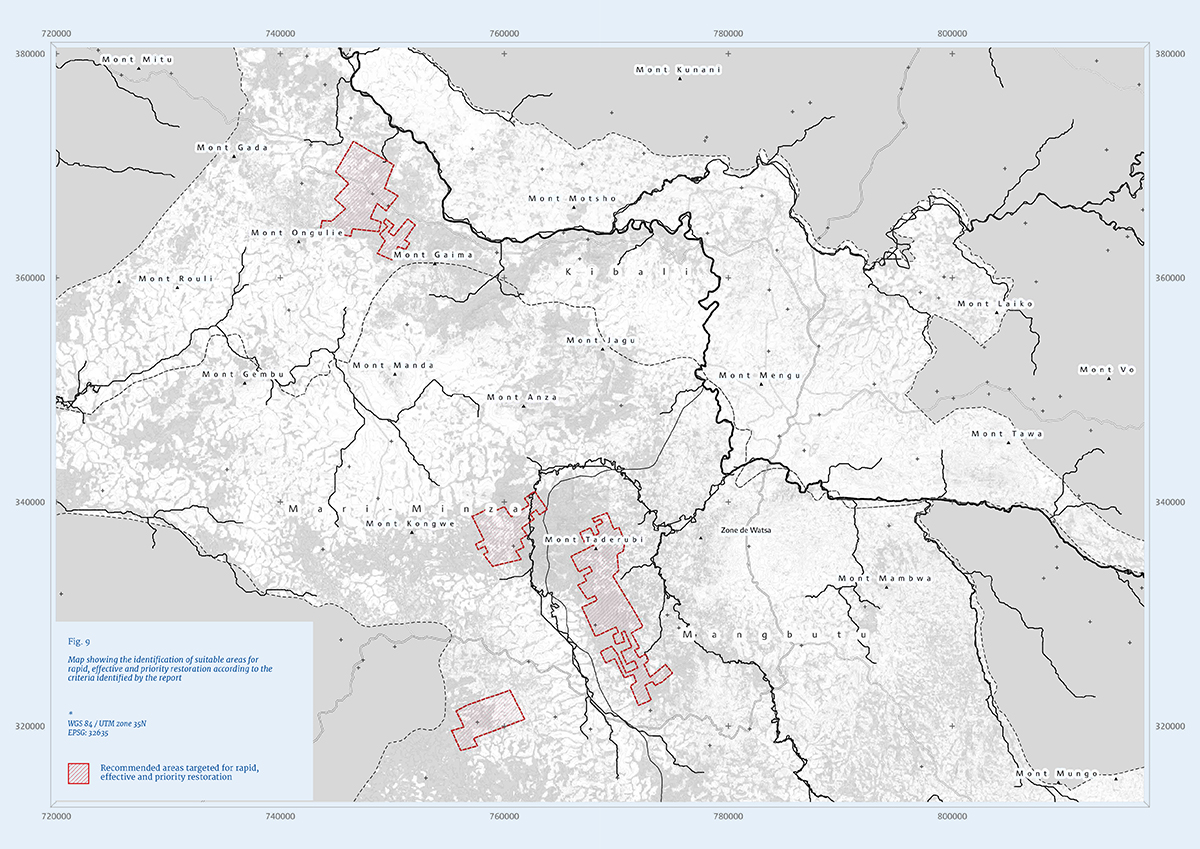 720000 740000 760000 780000 800000
380000 380000
Mont Mitu
Mont Kunani
Mont Gada
Mont Motsho
Mont Ongulie
Mont Gaima
Kibali
360000 360000
Mont Rouli
Mont Laiko
Mont Jagu
Mont Manda
Mont Vo
Mont Gembu
Mont Mengu
Mont Anza
Mont Tawa
340000 340000
Mari Minza
Mont Kongwe
Zone de Watsa
Mont Taderubi
Mont Mambwa
Mangbutu
320000 320000
Mont Mungo
Fig. 9
Map showing the identification of suitable areas for
rapid, effective and priority restoration according to the
criteria identified by the report
*
WGS 84 / UTM zone 35N
EPSG: 32635
Recommended areas targeted for rapid,
effective and priority restoration
720000 740000 760000 780000 800000